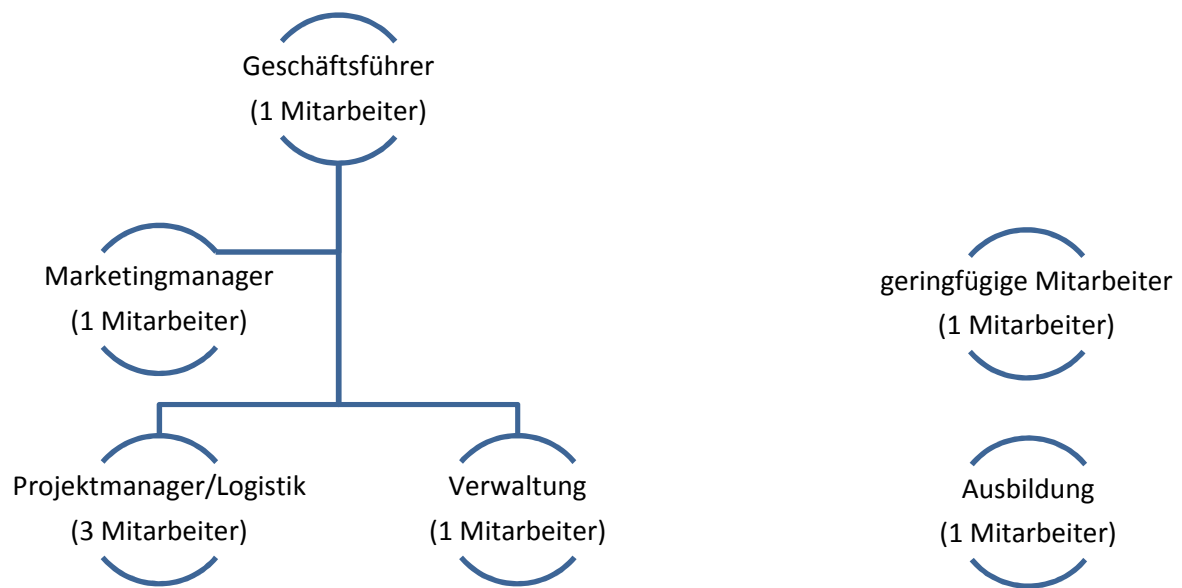 Geschäftsführer
(1 Mitarbeiter)
Marketingmanager
(1 Mitarbeiter)
geringfügige Mitarbeiter
(1 Mitarbeiter)
Projektmanager/Logistik
(3 Mitarbeiter)
Verwaltung
(1 Mitarbeiter)
Ausbildung
(1 Mitarbeiter)